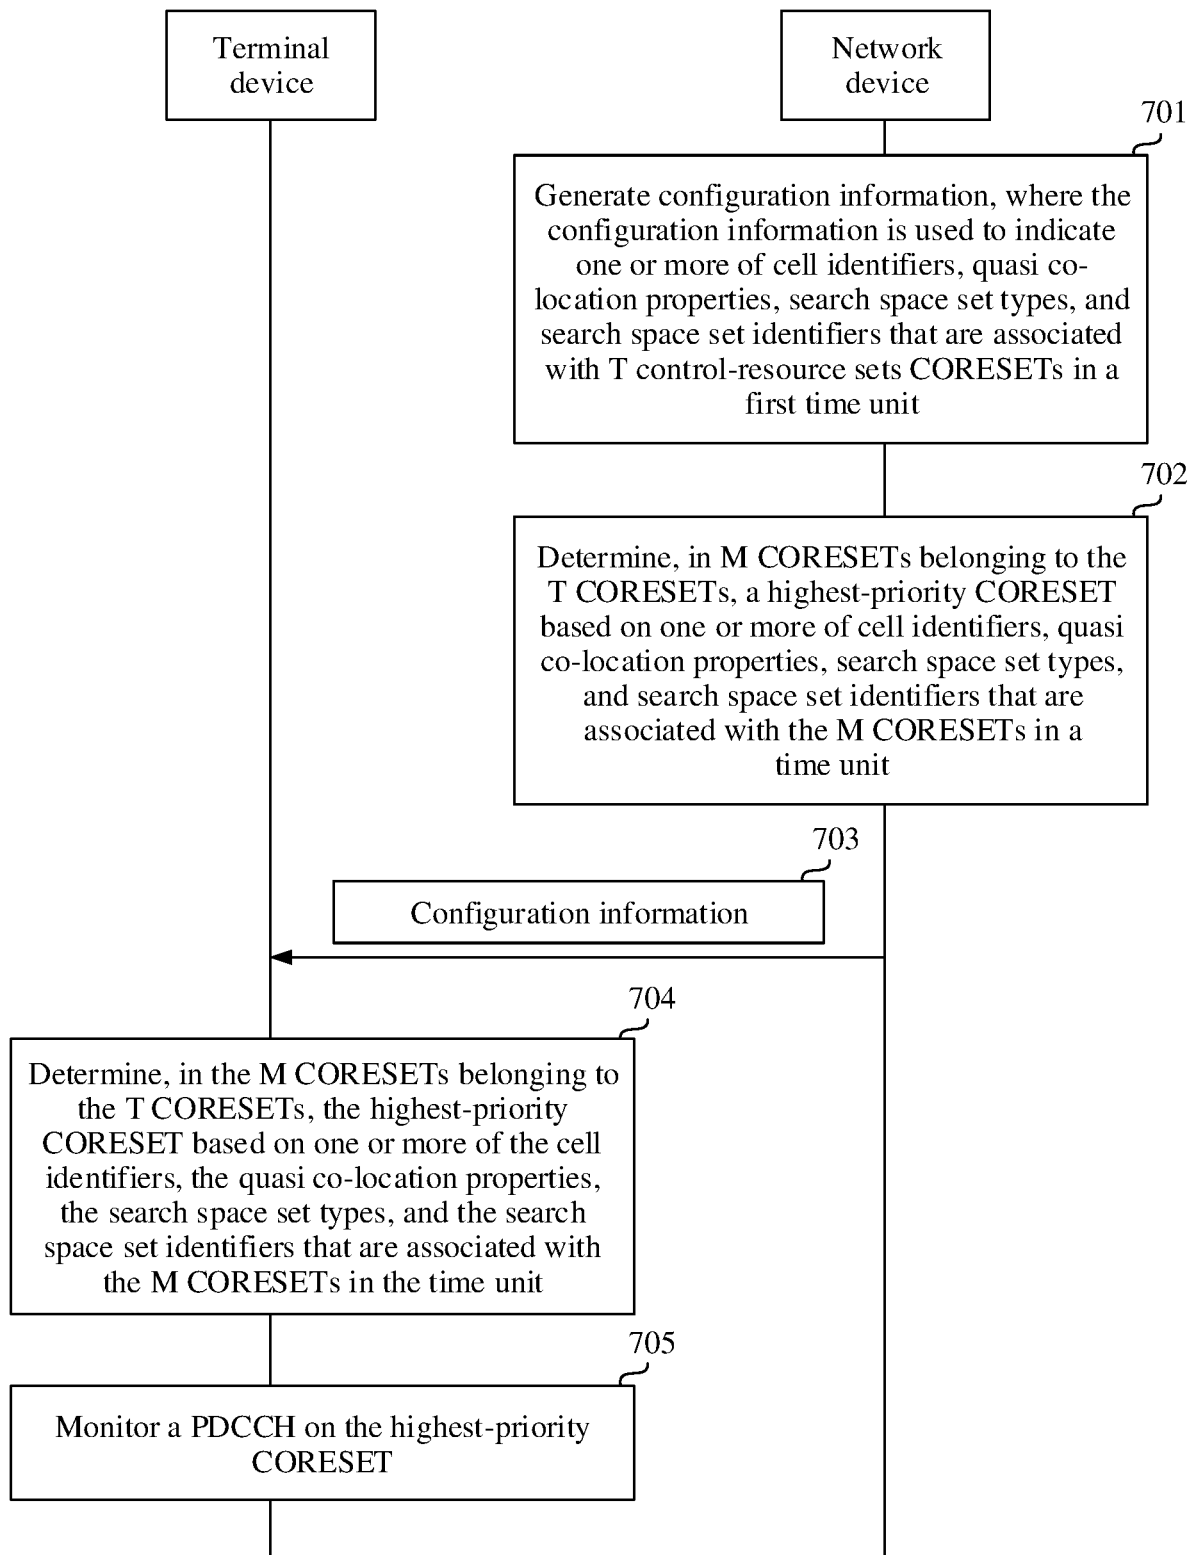 Terminal
device
Network
device
701
Generate configuration information, where the
configuration information is used to indicate
one or more of cell identifiers, quasi co-
location properties, search space set types, and
search space set identifiers that are associated
with T control-resource sets CORESETs in a
first time unit
702
Determine, in M CORESETs belonging to the
T CORESETs, a highest-priority CORESET
based on one or more of cell identifiers, quasi
co-location properties, search space set types,
and search space set identifiers that are
associated with the M CORESETs in a
time unit
703
Configuration information
704
Determine, in the M CORESETs belonging to
the T CORESETs, the highest-priority
CORESET based on one or more of the cell
identifiers, the quasi co-location properties,
the search space set types, and the search
space set identifiers that are associated with
the M CORESETs in the time unit
705
Monitor a PDCCH on the highest-priority
CORESET